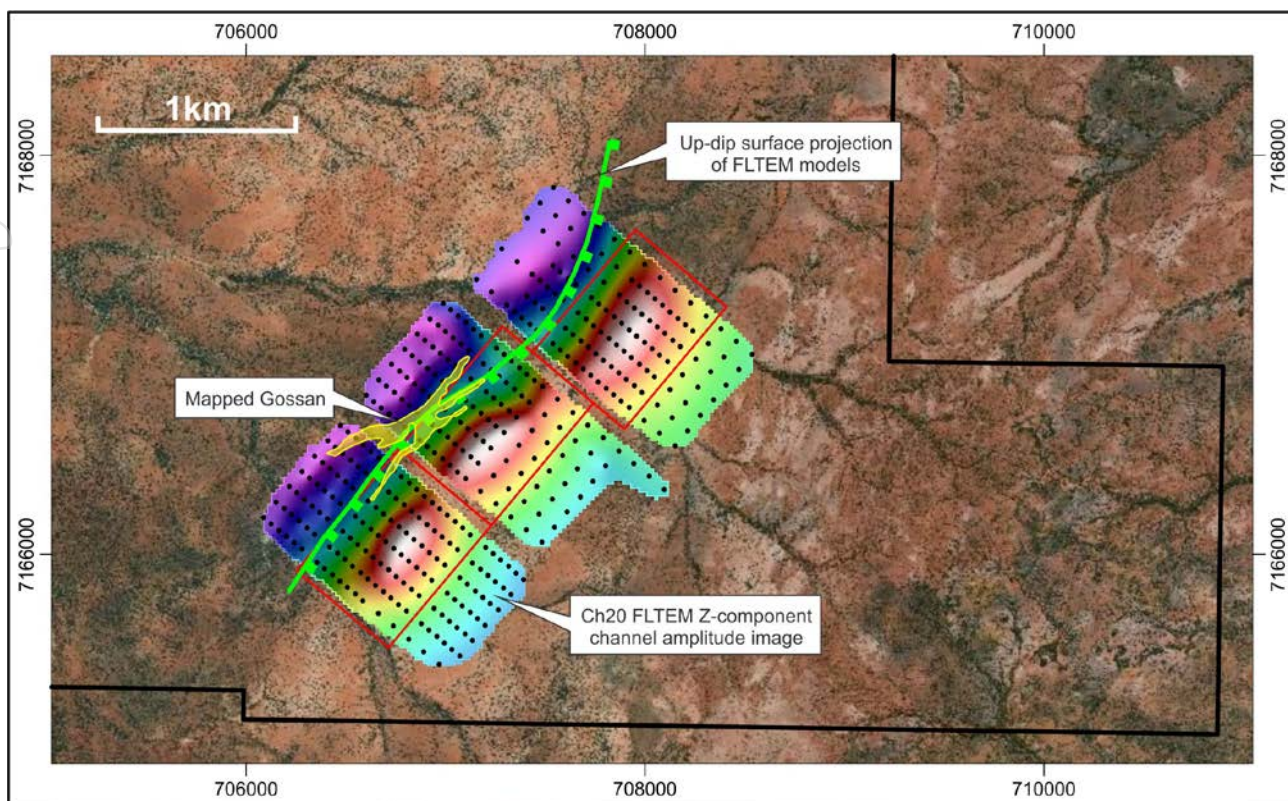 706000
708000
710000
1km
Up-dip surface projection
of FLTEM models
7168000
7168000
Mapped Gossan
7166000
7166000
Ch20 FLTEM Z-component
channel amplitude image
706000
708000
710000